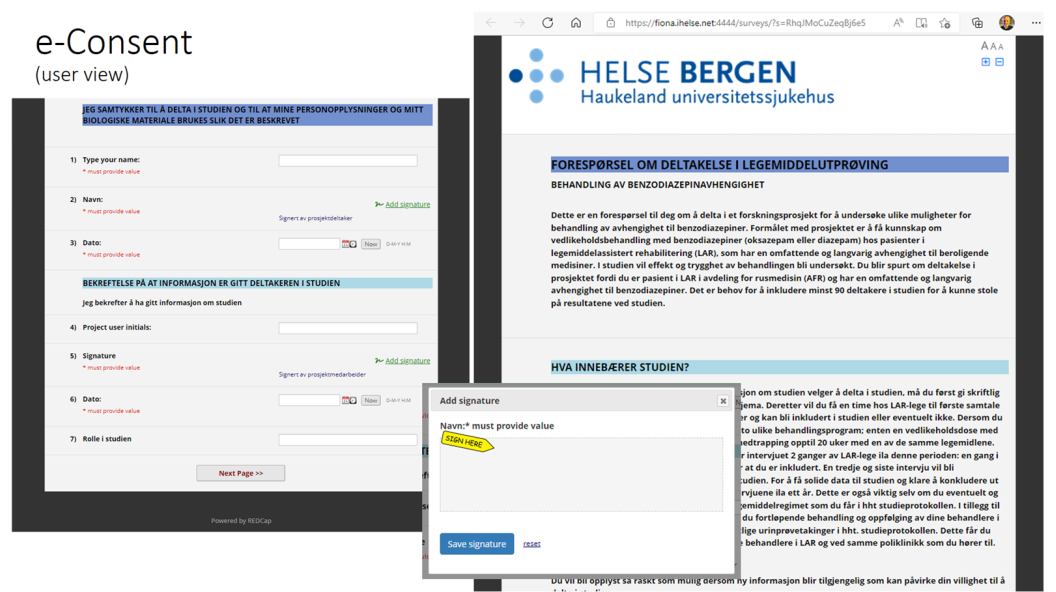 e-Consent
(user view)
JEG SAMTYKKER TIL Å DELTA I STUDIEN OG TIL AT MINE PERSONOPPLYSNINGER OG MITT
BIOLOGISKE MATERIALE BRUKES SLIK DET ER BESKREVET
1) Type your name:
* must provide value
2) Navn:
* must provide value
Add signature
Signert av prosjektdeltaker
3) Dato:
* must provide value
Now D-M-Y H:M
BEKREFTELSE PÅ AT INFORMASJON ER GITT DELTAKEREN I STUDIEN
Jeg bekrefter å ha gitt informasjon om studien
4) Project user initials:
5) Signature
* must provide value
Add signature
Signert av prosjektmedarbeider
6) Dato:
* must provide value
Now D-M-Y H:M
7) Rolle i studien
Next Page >>
Powered by REDCap
https://fiona.ihelse.net:4444/surveys/?s=RhqJMoCuZeqBj6e5
A A A
HELSE BERGEN
Haukeland universitetssjukehus
FORESPØRSEL OM DELTAKELSE I LEGEMIDDELUTPRØVING
BEHANDLING AV BENZODIAZEPINAVHENGIGHET
Dette er en forespørsel til deg om å delta i et forskningsprosjekt for å undersøke ulike muligheter for
behandling av avhengighet til benzodiazepiner. Formålet med prosjektet er å få kunnskap om
vedlikeholdsbehandling med benzodiazepiner (oksazepam eller diazepam) hos pasienter i
legemiddelassistert rehabilitering (LAR), som har en omfattende og langvarig avhengighet til beroligende
medisiner. I studien vil effekt og trygghet av behandlingen bli undersøkt. Du blir spurt om deltakelse i
prosjektet fordi du er pasient i LAR i avdeling for rusmedisin (AFR) og har en omfattende og langvarig
avhengighet til benzodiazepiner. Det er behov for å inkludere minst 90 deltakere i studien for å kunne stole
på resultatene ved studien.
HVA INNEBÆRER STUDIEN?
sjon om studien velger å delta i studien, må du først gi skriftlig
jema. Deretter vil du få en time hos LAR-lege til første samtale
er og kan bli inkludert i studien eller eventuelt ikke. Dersom du
to ulike behandlingsprogram; enten en vedlikeholdsdose med
nedtrapping opptil 20 uker med en av de samme legemidlene.
r intervjuet 2 ganger av LAR-lege ila denne perioden: en gang i
r at du er inkludert. En tredje og siste intervju vil bli
tudien. For å få solide data til studien og klare å konkludere ut
rvjuene ila ett år. Dette er også viktig selv om du eventuelt og
gemiddelregimet som du får i hht studieprotokollen. I tillegg til
du fortløpende behandling og oppfølging av dine behandlere i
lige urinprøvetakinger i hht. studieprotokollen. Dette får du
e behandlere i LAR og ved samme poliklinikk som du hører til.
Du vil bli opplyst så raskt som mulig dersom ny informasjon blir tilgjengelig som kan påvirke din villighet til å
Add signature
Navn:* must provide value
SIGN HERE
Save signature reset